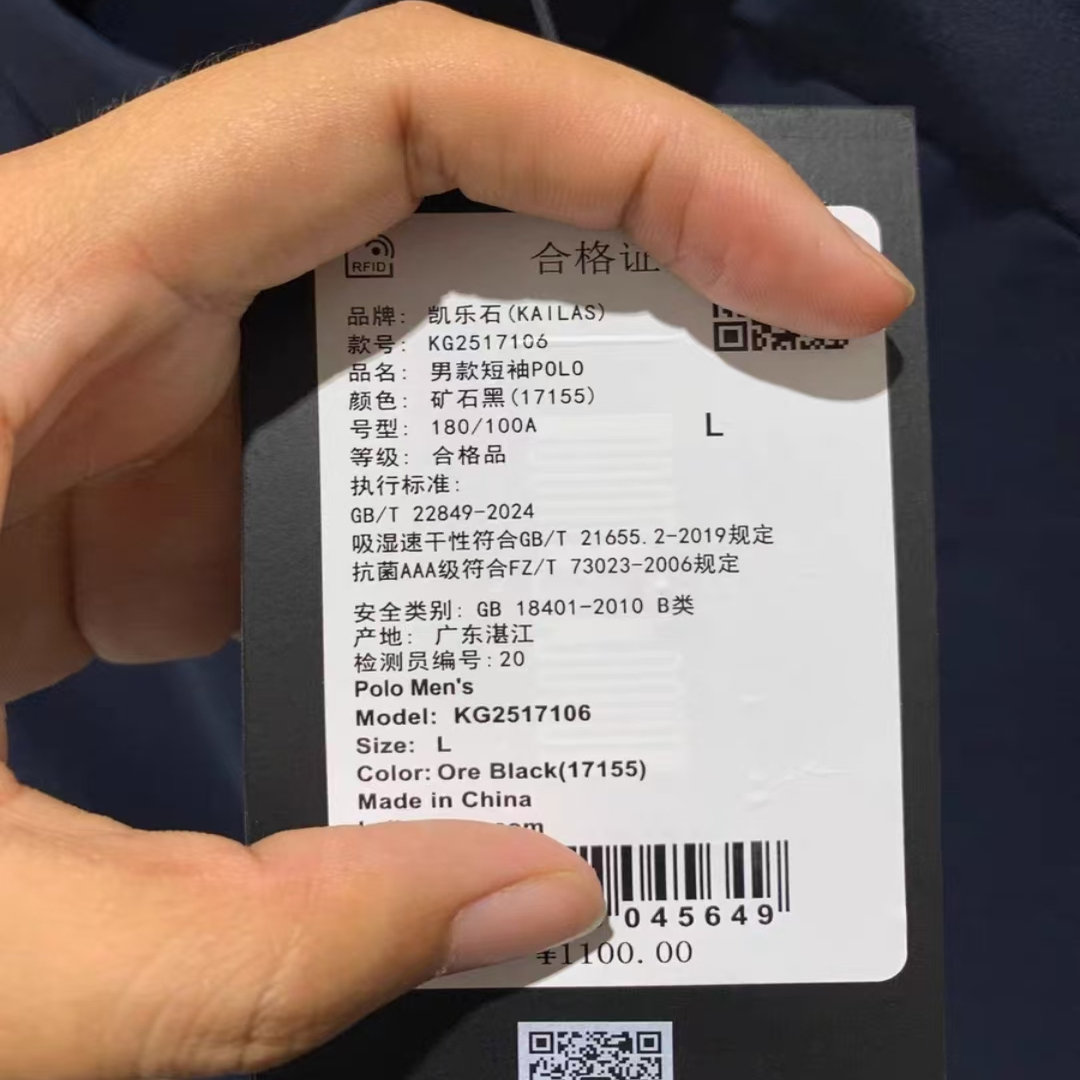 RFID
合格证
品牌: 凯乐石(KAILAS)
款号: KG2517106
品名: 男款短袖POLO
颜色: 矿石黑(17155)
号型: 180/100A L
等级: 合格品
执行标准:
GB/T 22849-2024
吸湿速干性符合GB/T 21655.2-2019规定
抗菌AAA级符合FZ/T 73023-2006规定
安全类别: GB 18401-2010 B类
产地: 广东湛江
检测员编号:20
Polo Men's
Model: KG2517106
Size: L
Color: Ore Black(17155)
Made in China
045649
¥1100.00